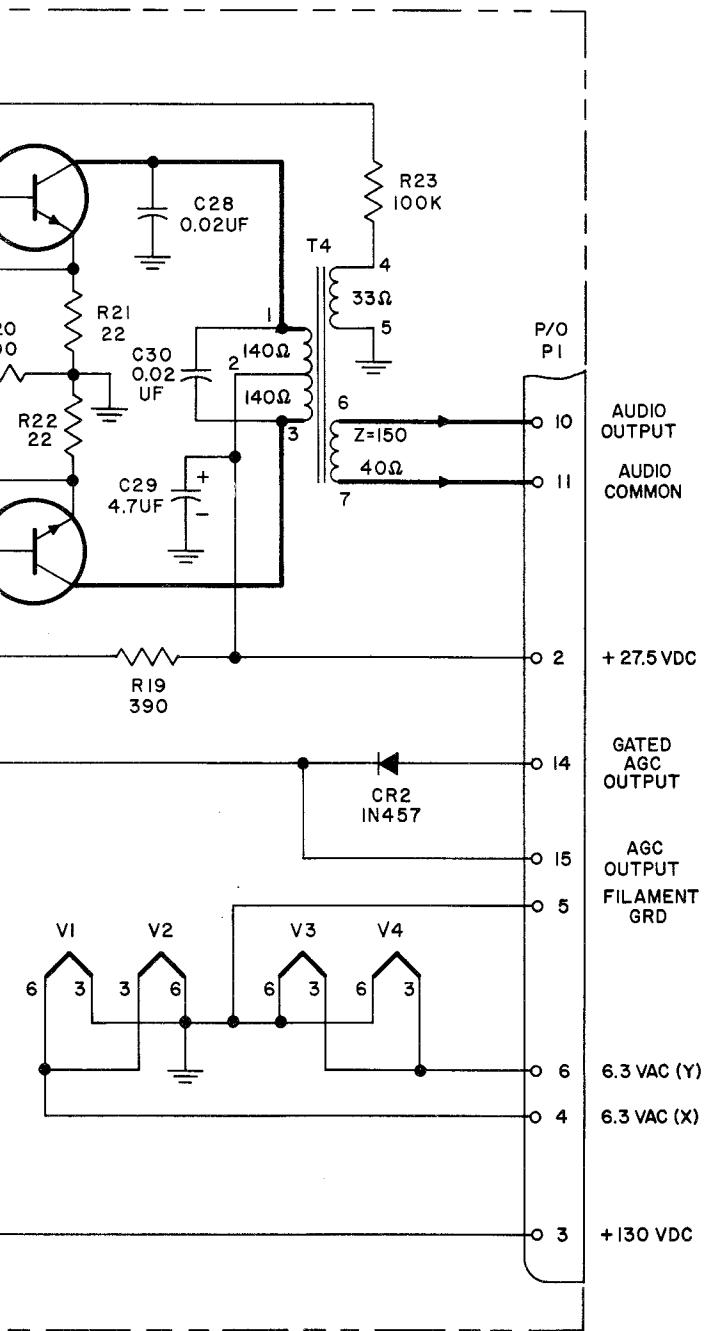 R23
100K
C28
0.02UF
T4
4
33Ω
5
R21
22
20
00
1
140Ω
2
C30
0.02
UF
140Ω
3
P/O
P1
6
Z=150
40Ω
7
10
AUDIO
OUTPUT
11
AUDIO
COMMON
R22
22
C29
4.7UF
+
−
2
+27.5 VDC
R19
390
14
GATED
AGC
OUTPUT
CR2
IN457
15
AGC
OUTPUT
5
FILAMENT
GRD
V1
V2
V3
V4
6
3
3
6
6
3
6
3
6
6.3 VAC (Y)
4
6.3 VAC (X)
3
+130 VDC